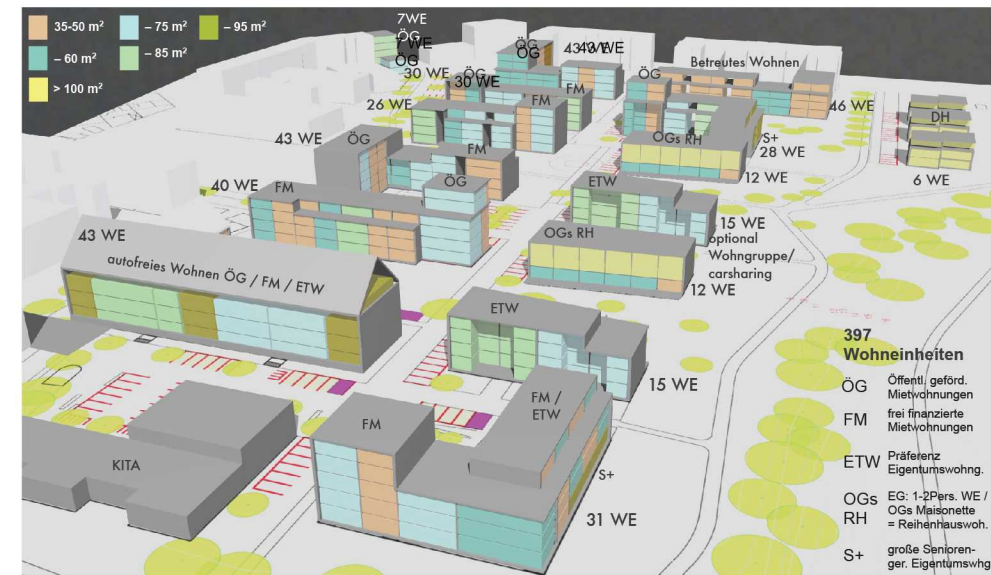 35-50 m²
– 75 m²
– 95 m²
– 60 m²
– 85 m²
> 100 m²
7WE
ÖG
7 WE
ÖG
ÖG
ÖG
43 WE
43 WE
Betreutes Wohnen
30 WE
ÖG
30 WE
ÖG
FM
FM
26 WE
46 WE
DH
43 WE
ÖG
FM
OGs RH
S+
28 WE
12 WE
6 WE
40 WE
FM
ÖG
ETW
15 WE
43 WE
OGs RH
optional
Wohngruppe/
carsharing
autofreies Wohnen ÖG / FM / ETW
12 WE
ETW
15 WE
FM
FM /
ETW
KITA
S+
31 WE
397
Wohneinheiten
ÖG
Öffentl. geförd.
Mietwohnungen
FM
frei finanzierte
Mietwohnungen
ETW
Präferenz
Eigentumswohng.
OGs
RH
EG: 1-2Pers. WE /
OGs Maisonette
= Reihenhauswoh.
S+
große Senioren-
ger. Eigentumswhg